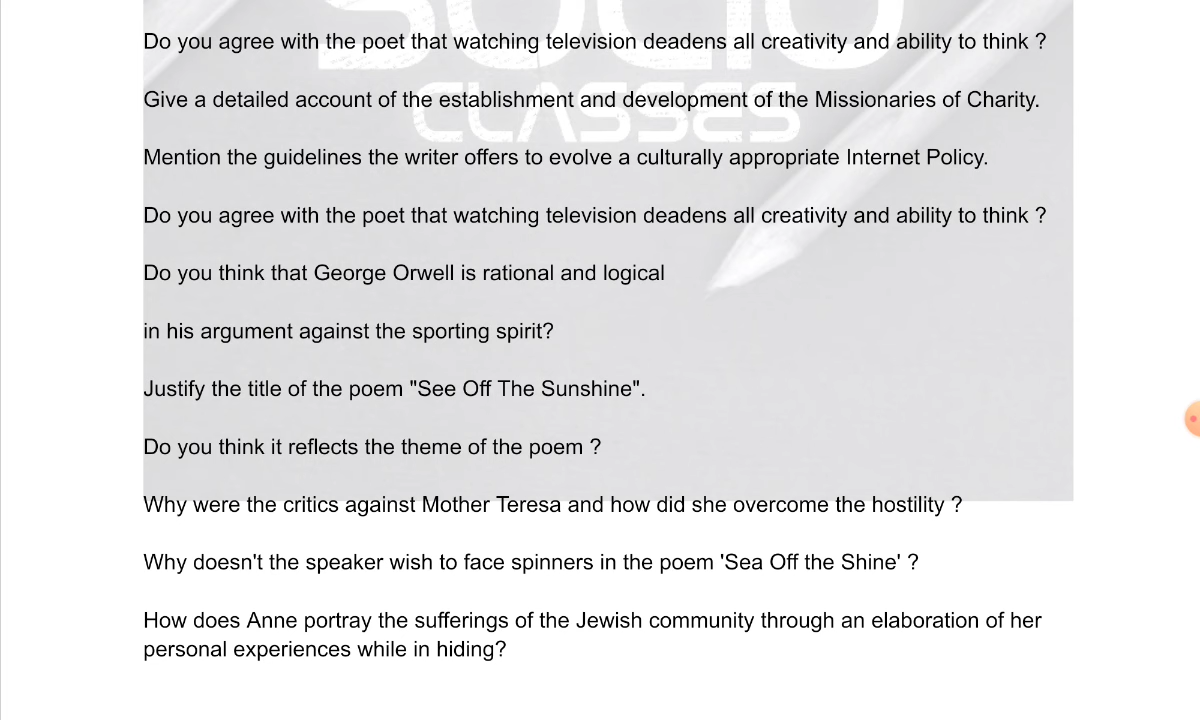 SOCIO
CLASSES
Do you agree with the poet that watching television deadens all creativity and ability to think ?
Give a detailed account of the establishment and development of the Missionaries of Charity.
Mention the guidelines the writer offers to evolve a culturally appropriate Internet Policy.
Do you agree with the poet that watching television deadens all creativity and ability to think ?
Do you think that George Orwell is rational and logical
in his argument against the sporting spirit?
Justify the title of the poem "See Off The Sunshine".
Do you think it reflects the theme of the poem ?
Why were the critics against Mother Teresa and how did she overcome the hostility ?
Why doesn't the speaker wish to face spinners in the poem 'Sea Off the Shine' ?
How does Anne portray the sufferings of the Jewish community through an elaboration of her
personal experiences while in hiding?